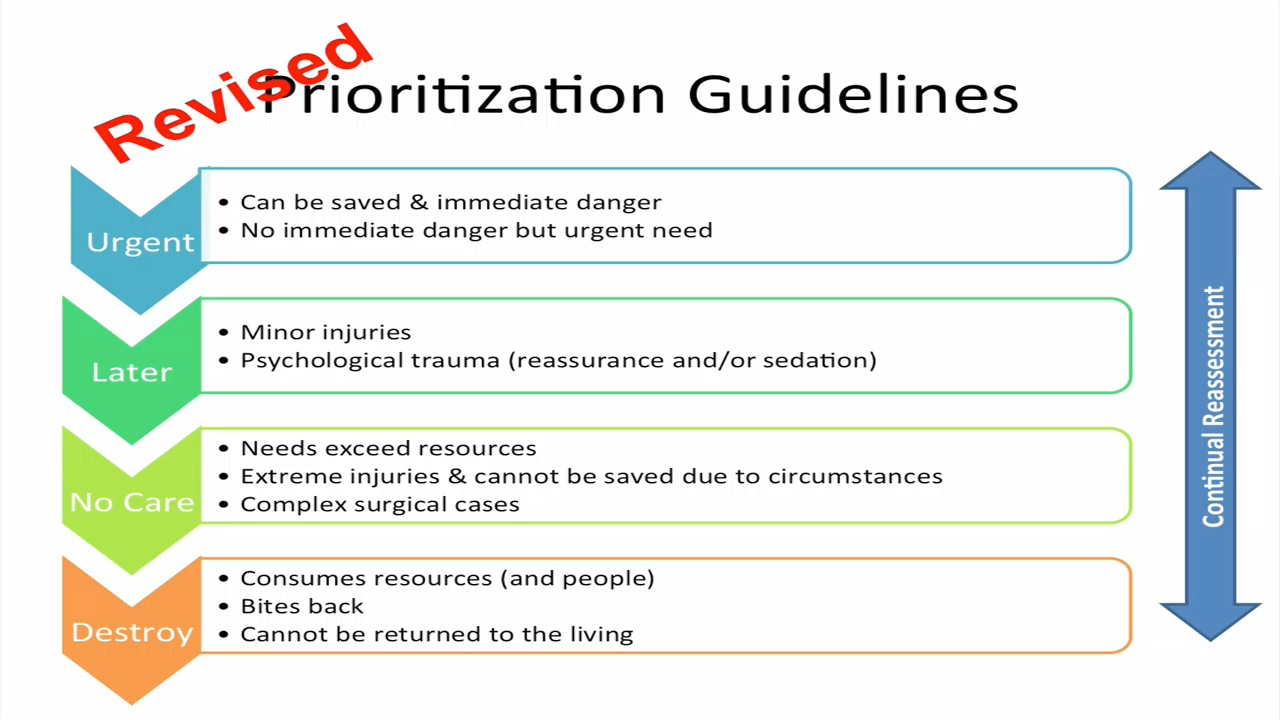 Revised
Prioritization Guidelines
Urgent
• Can be saved & immediate danger
• No immediate danger but urgent need
Later
• Minor injuries
• Psychological trauma (reassurance and/or sedation)
No Care
• Needs exceed resources
• Extreme injuries & cannot be saved due to circumstances
• Complex surgical cases
Destroy
• Consumes resources (and people)
• Bites back
• Cannot be returned to the living
Continual Reassessment